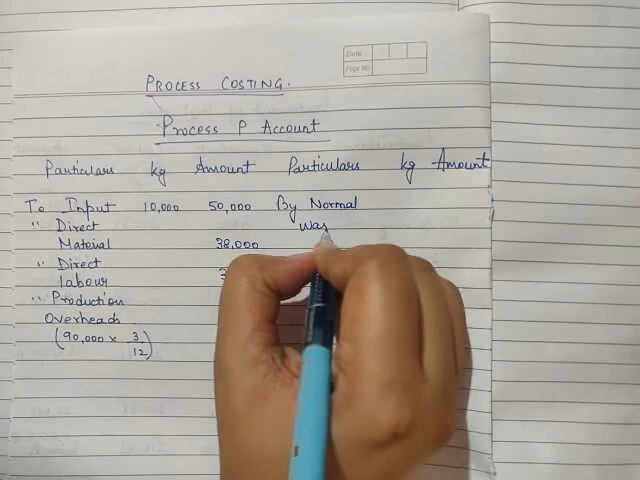 Date
Page No
PROCESS COSTING.
Process P Account
Particulars kg Amount Particulars kg Amount
To Input 10,000 50,000 By Normal
" Direct Was
Material 38,000
" Direct
labour
" Production
Overheads
(90,000 × 3/12)